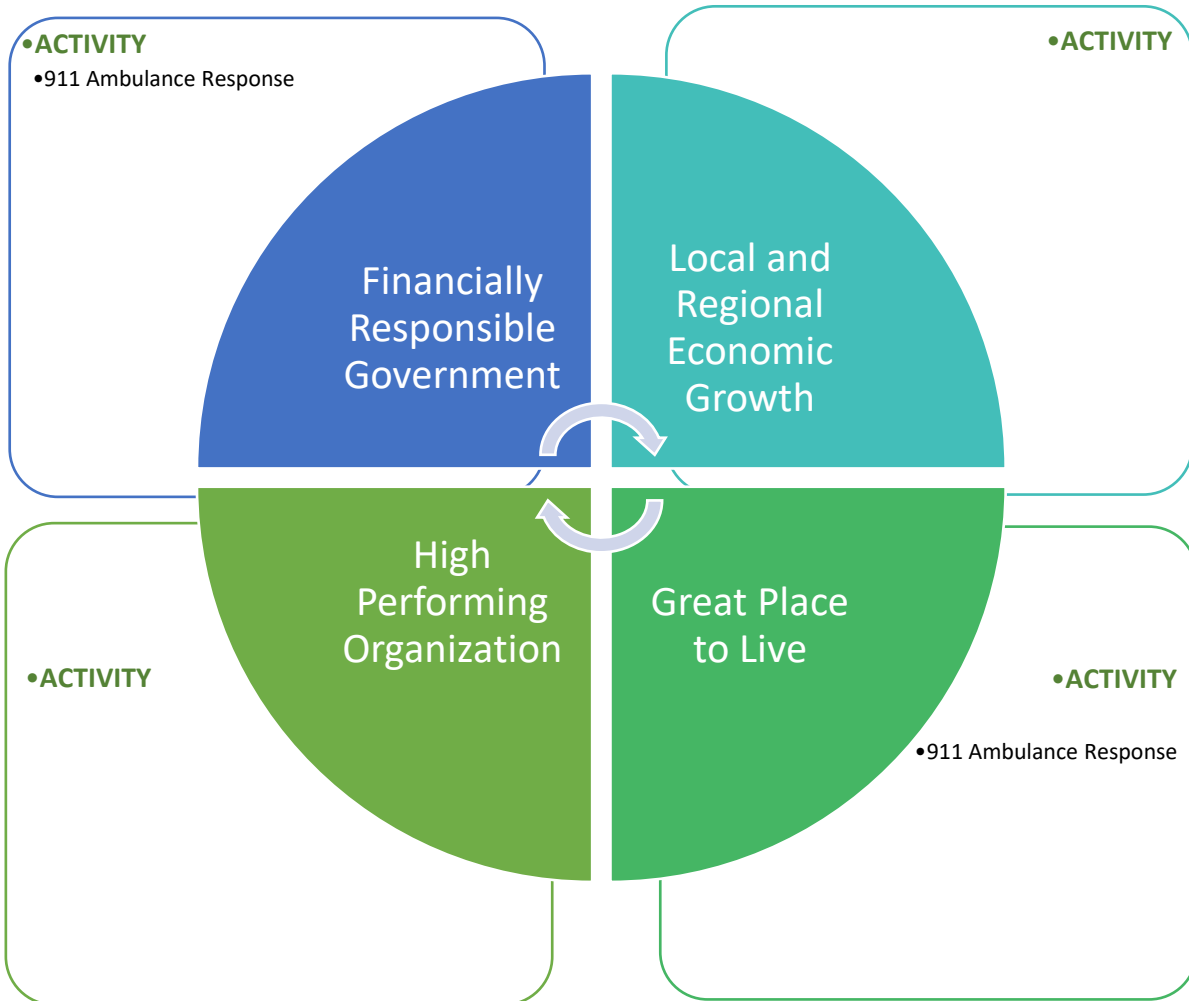 •ACTIVITY
•911 Ambulance Response
•ACTIVITY
Financially
Responsible
Government
Local and
Regional
Economic
Growth
High
Performing
Organization
Great Place
to Live
•ACTIVITY
•ACTIVITY
•911 Ambulance Response